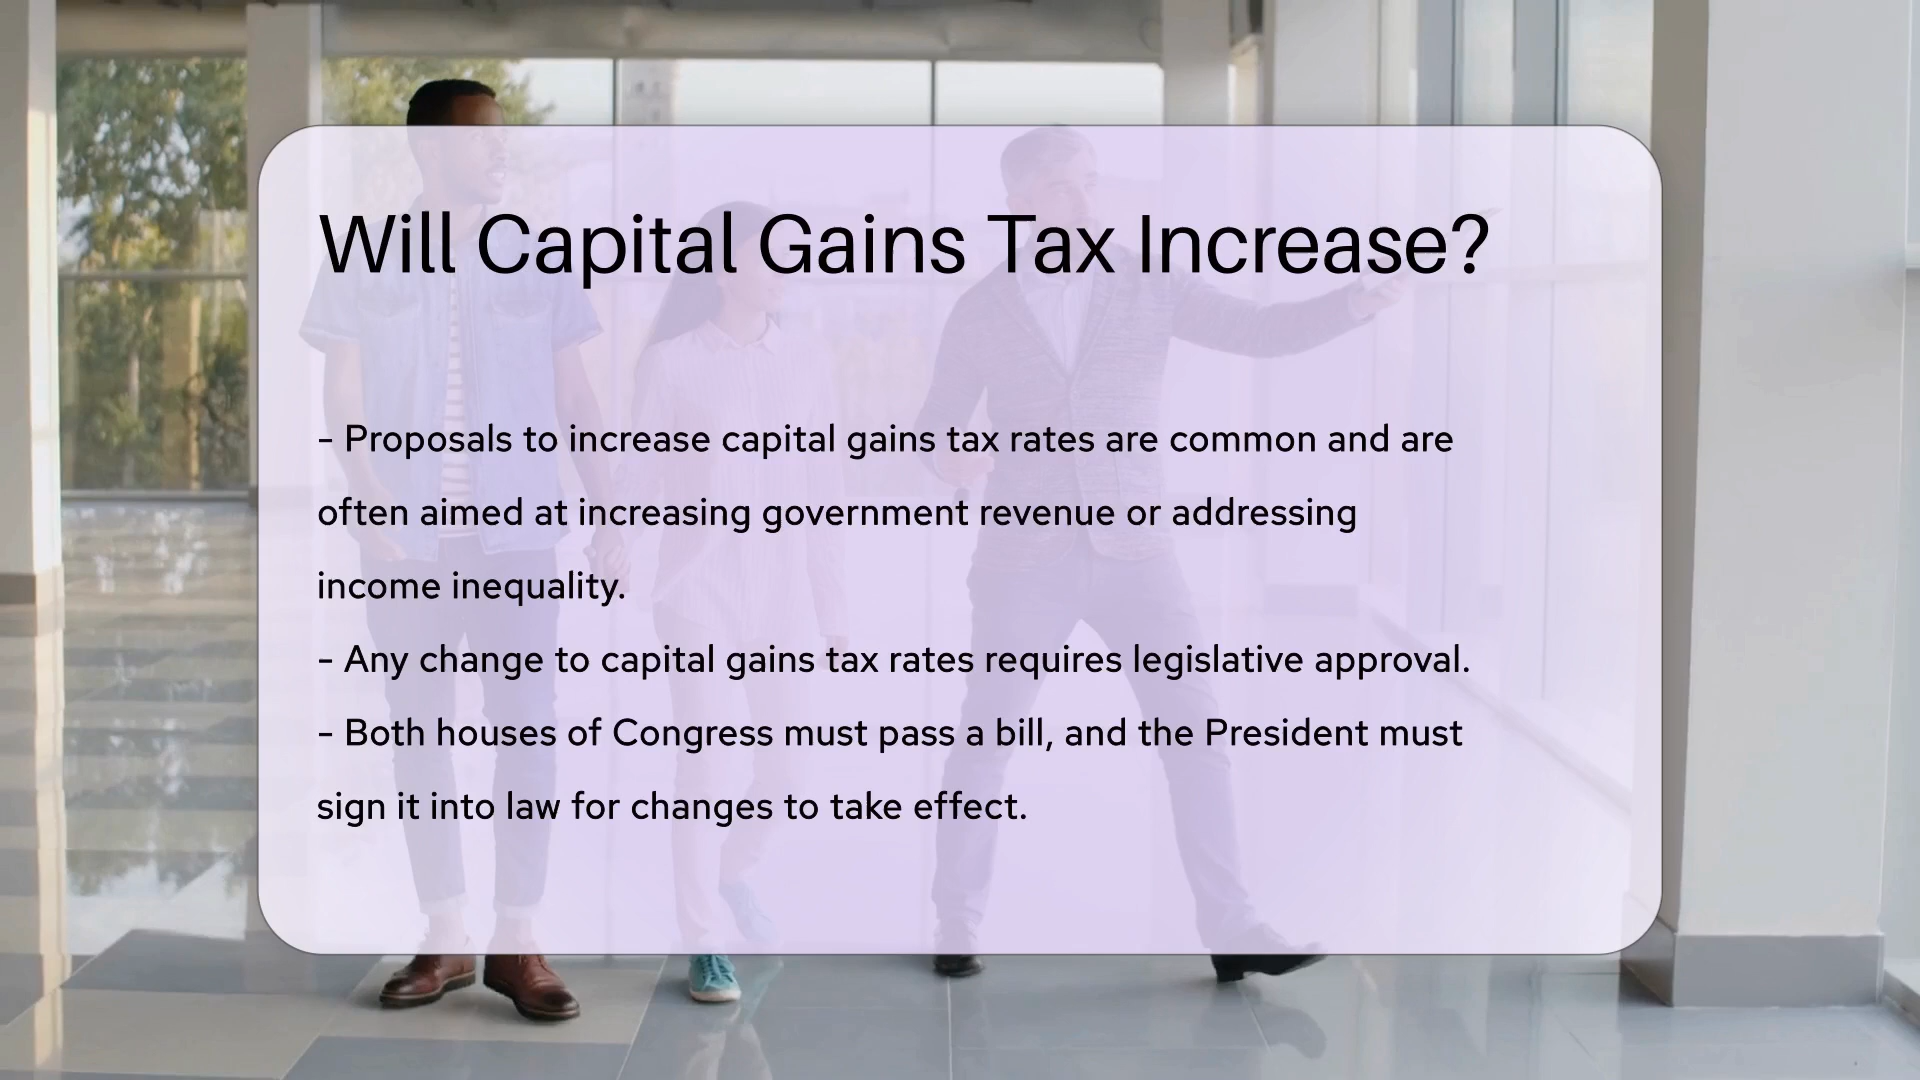 Will Capital Gains Tax Increase?
- Proposals to increase capital gains tax rates are common and are
often aimed at increasing government revenue or addressing
income inequality.
- Any change to capital gains tax rates requires legislative approval.
- Both houses of Congress must pass a bill, and the President must
sign it into law for changes to take effect.